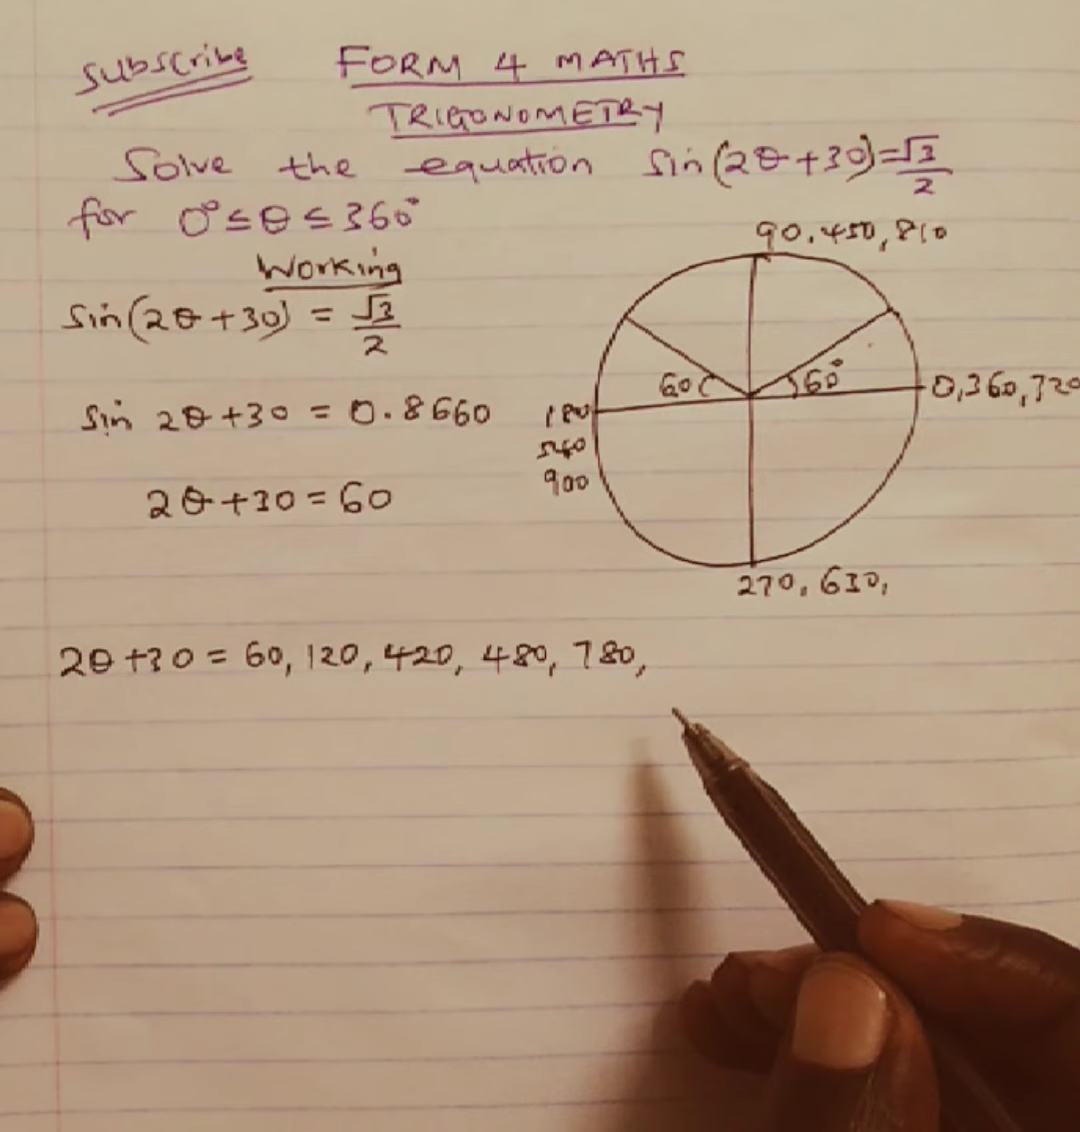 Subscribe FORM 4 MATHS
TRIGONOMETRY
Solve the equation Sin(2θ+30)=√3/2
for 0°≤θ≤360°
Working
Sin(2θ+30) = √3/2
Sin 2θ+30 = 0.8660
2θ+30=60
90, 450, 810
60 60°
0,360,720
180
540
900
270, 630,
2θ+30 = 60, 120, 420, 480, 780,